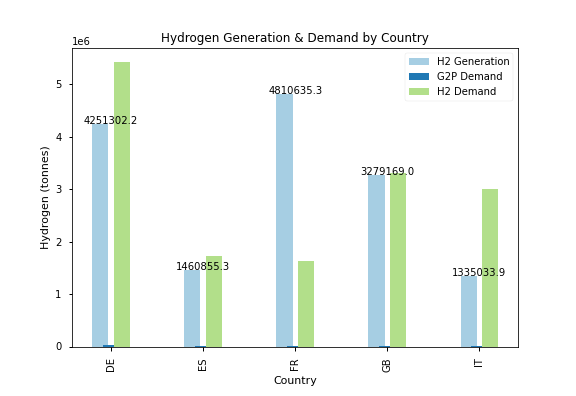 Hydrogen Generation & Demand by Country
1e6
H2 Generation
G2P Demand
H2 Demand
5
4
3
2
1
0
Hydrogen (tonnes)
4251302.2
1460855.3
4810635.3
3279169.0
1335033.9
DE
ES
FR
GB
IT
Country